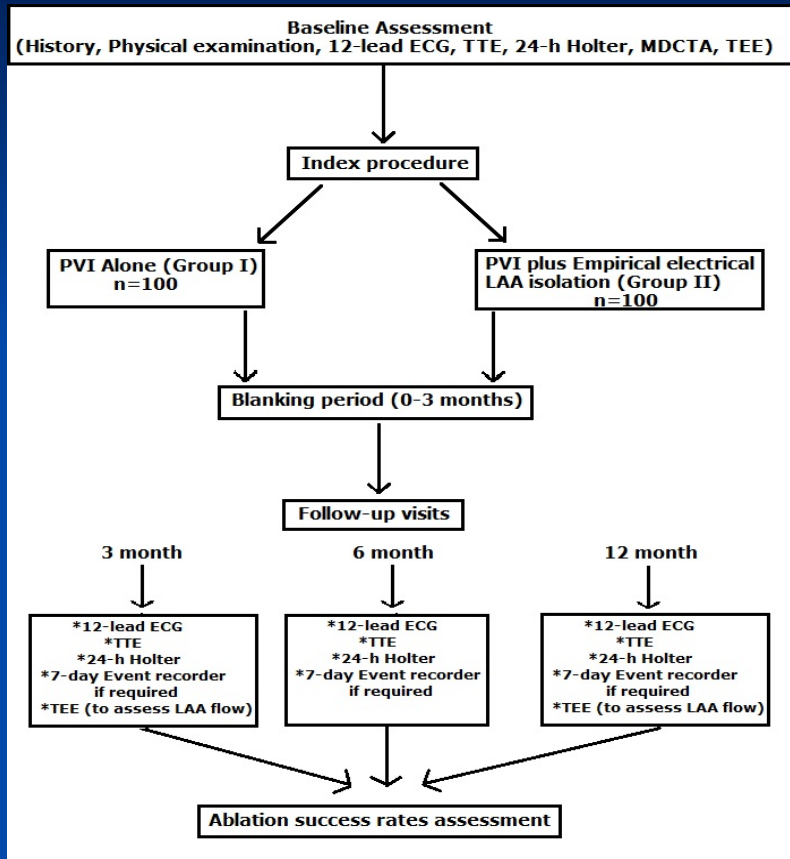 Baseline Assessment
(History, Physical examination, 12-lead ECG, TTE, 24-h Holter, MDCTA, TEE)
Index procedure
PVI Alone (Group I)
n=100
PVI plus Empirical electrical
LAA isolation (Group II)
n=100
Blanking period (0-3 months)
Follow-up visits
3 month
6 month
12 month
*12-lead ECG
*TTE
*24-h Holter
*7-day Event recorder
if required
*TEE (to assess LAA flow)
*12-lead ECG
*TTE
*24-h Holter
*7-day Event recorder
if required
*12-lead ECG
*TTE
*24-h Holter
*7-day Event recorder
if required
*TEE (to assess LAA flow)
Ablation success rates assessment